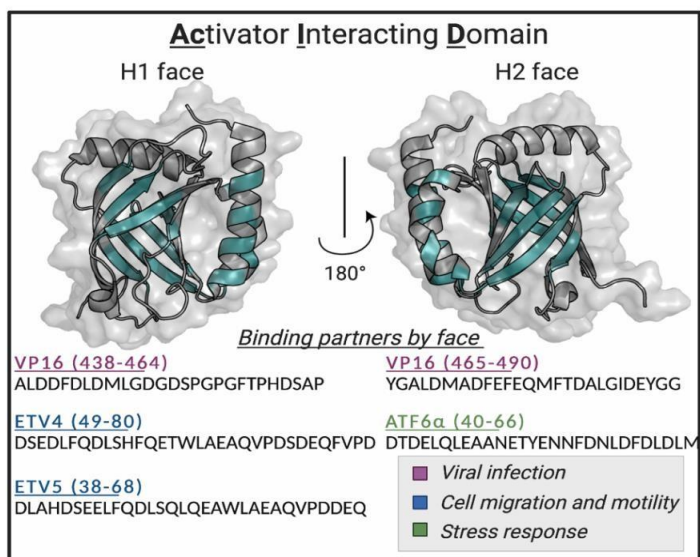 Activator Interacting Domain
H1 face
H2 face
180°
Binding partners by face
VP16 (438-464)
ALDDFDLDMLGDGDSPGPGFTPHDSAP
VP16 (465-490)
YGALDMADFEFEQMFTDALGIDEYGG
ETV4 (49-80)
DSEDLFQDLSHFQETWLAEAQVPDSDEQFVPD
ATF6α (40-66)
DTDELQLEAANETYENNFDNLDFDLDLM
ETV5 (38-68)
DLAHDSEELFQDLSQLQEAWLAEAQVPDDEQ
Viral infection
Cell migration and motility
Stress response